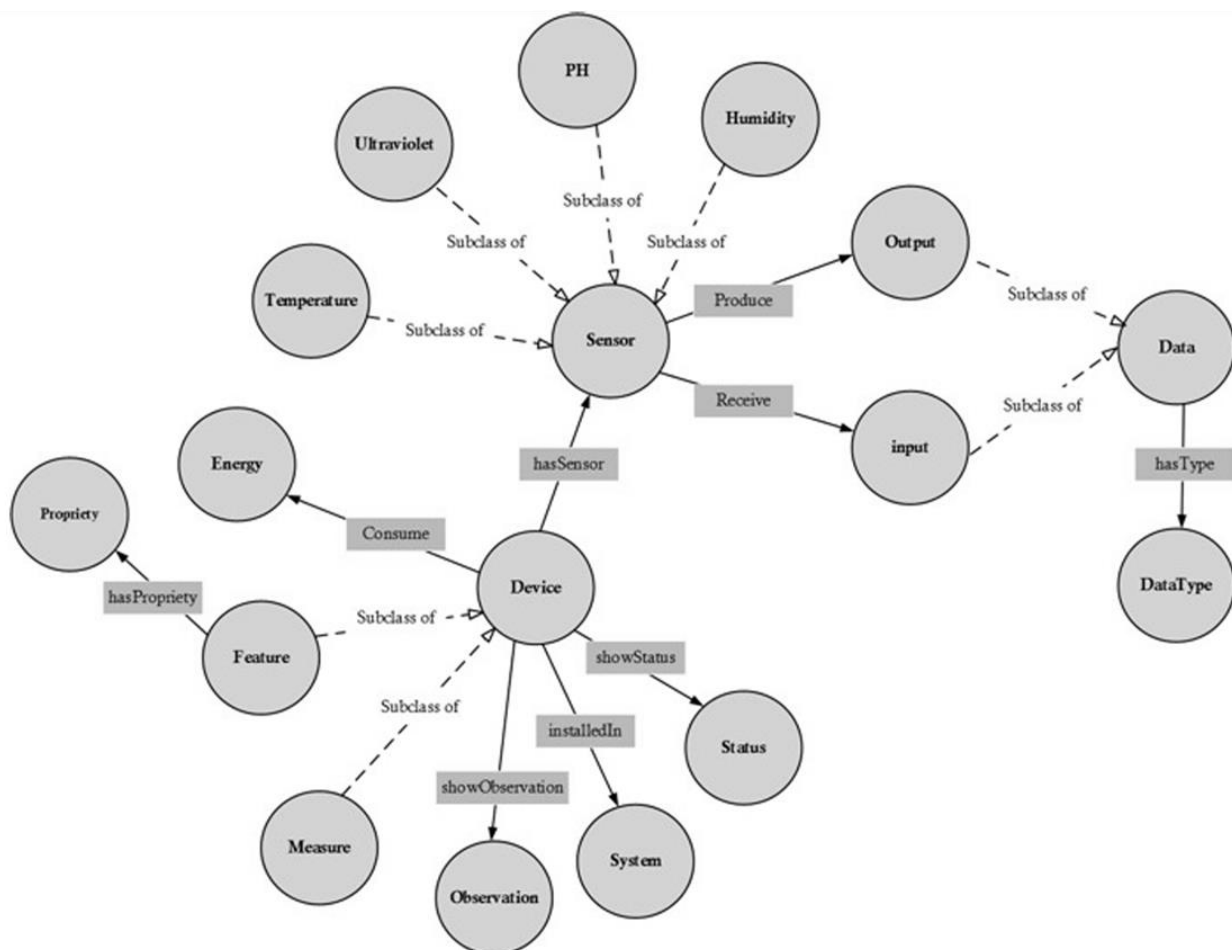 PH
Humidity
Ultraviolet
Subclass of
Subclass of
Subclass of
Output
Temperature
Subclass of
Produce
Subclass of
Sensor
Data
Receive
Subclass of
input
hasSensor
hasType
Energy
Propriety
Consume
Device
DataType
hasPropriety
Subclass of
Feature
showStatus
Subclass of
installedIn
Status
showObservation
Measure
System
Observation